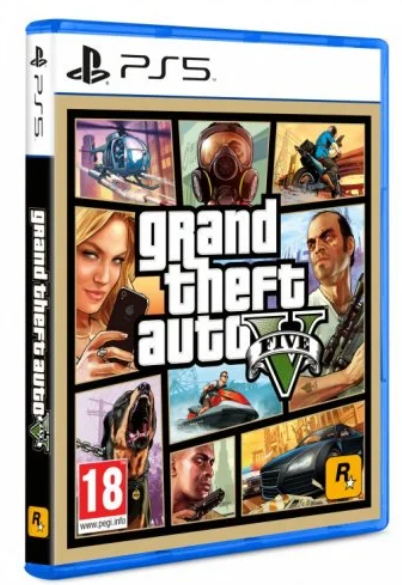 PS5
PS5
grand
theft
auto
V
FIVE
grand theft auto
V
18
www.pegi.info
R
R